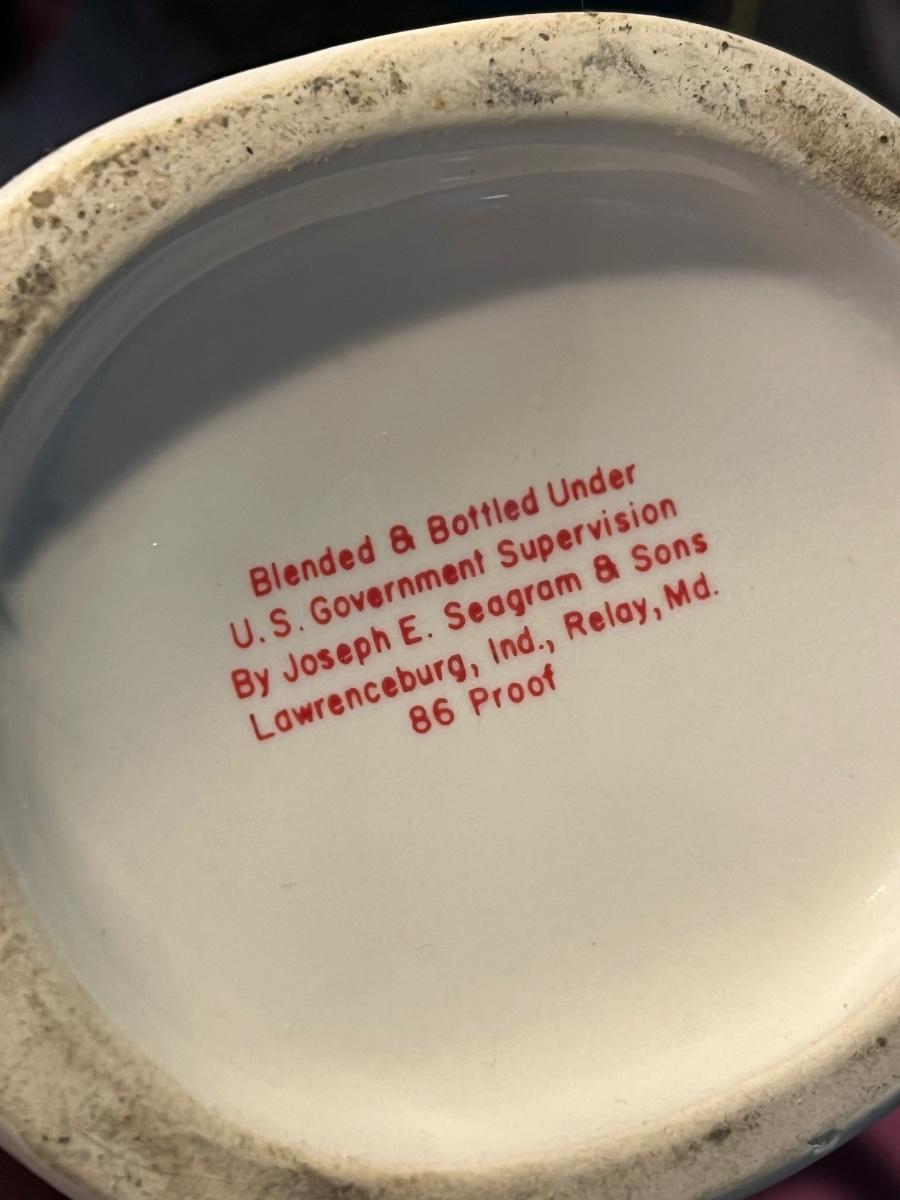 Blended & Bottled Under
U.S. Government Supervision
By Joseph E. Seagram & Sons
Lawrenceburg, Ind., Relay, Md.
86 Proof